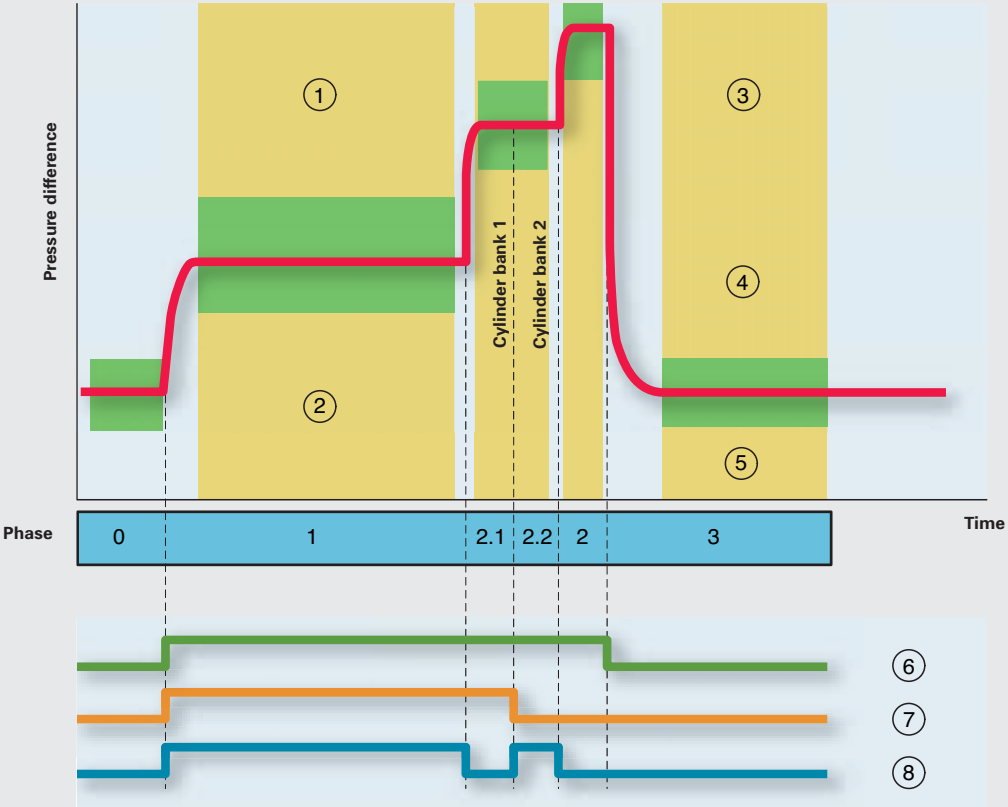 Pressure difference
1
3
Cylinder bank 1
Cylinder bank 2
4
2
5
Time
Phase
0
1
2.1
2.2
2
3
6
7
8